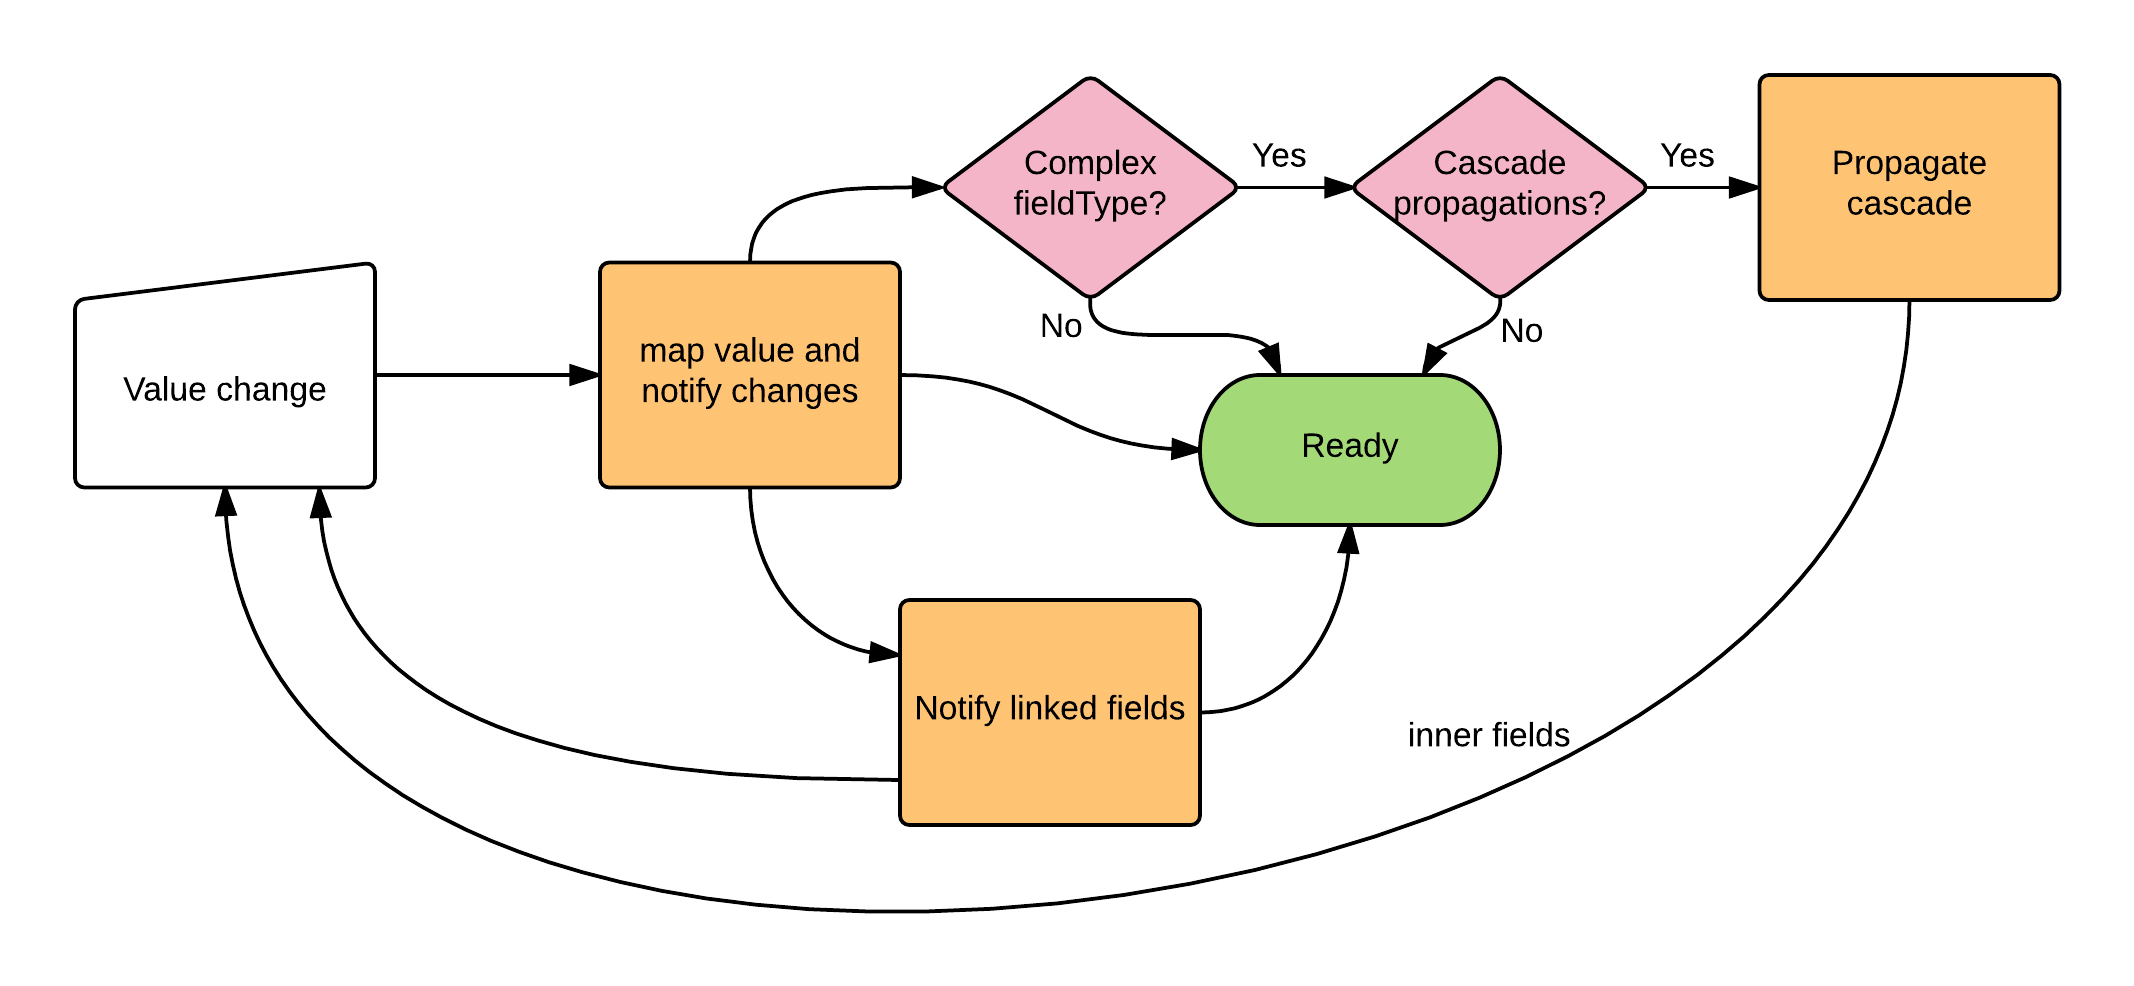 Complex
fieldType?
Yes
Cascade
propagations?
Yes
Propagate
cascade
No
No
Value change
map value and
notify changes
Ready
Notify linked fields
inner fields